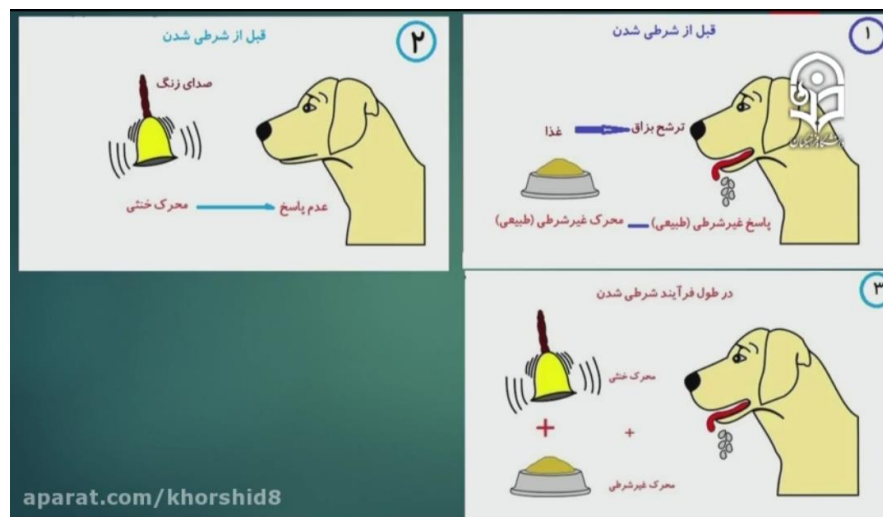 ۱
قبل از شرطی شدن
غذا
ترشح بزاق
محرک غیرشرطی (طبیعی)
پاسخ غیرشرطی (طبیعی)
۲
قبل از شرطی شدن
صدای زنگ
محرک خنثی
عدم پاسخ
۳
در طول فرآیند شرطی شدن
محرک خنثی
+
+
محرک غیرشرطی
aparat.com/khorshid8